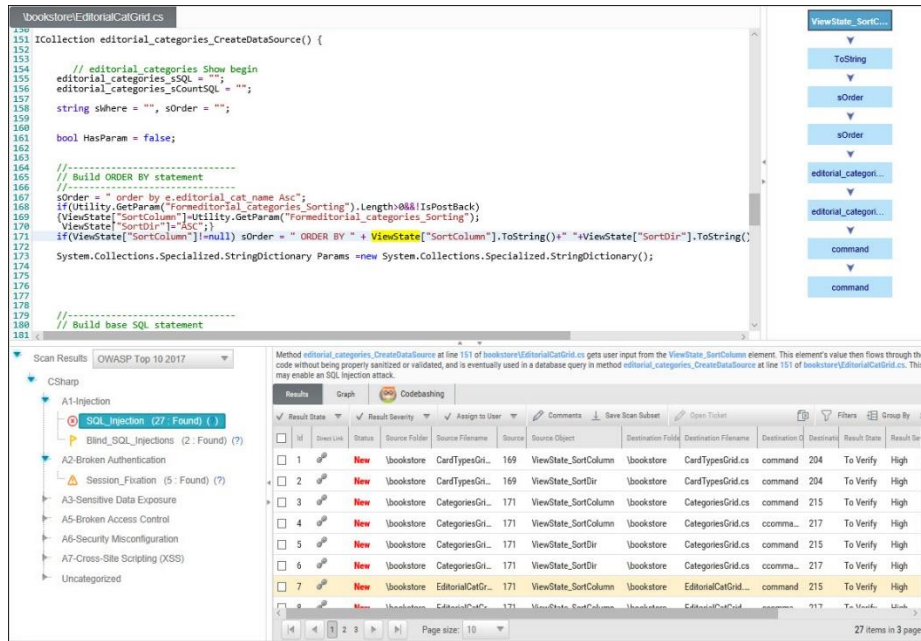 \bookstore\EditorialCatGrid.cs
150
151 ICollection editorial_categories_CreateDataSource() {
152
153
154 // editorial_categories Show begin
155 editorial_categories_sSQL = "";
156 editorial_categories_sCountSQL = "";
157
158 string sWhere = "", sOrder = "";
159
160
161 bool HasParam = false;
162
163
164 //-------------------------------
165 // Build ORDER BY statement
166 //-------------------------------
167 sOrder = " order by e.editorial_cat_name Asc";
168 if(Utility.GetParam("Formeditorial_categories_Sorting").Length>0&&!IsPostBack)
169 {ViewState["SortColumn"]=Utility.GetParam("Formeditorial_categories_Sorting");
170 ViewState["SortDir"]="ASC";}
171 if(ViewState["SortColumn"]!=null) sOrder = " ORDER BY " + ViewState["SortColumn"].ToString()+" "+ViewState["SortDir"].ToString()
172
173 System.Collections.Specialized.StringDictionary Params =new System.Collections.Specialized.StringDictionary();
174
175
176
177
178
179 //-------------------------------
180 // Build base SQL statement
181
ViewState_SortC...
ToString
sOrder
sOrder
editorial_categori...
editorial_categori...
command
command
Scan Results OWASP Top 10 2017
CSharp
A1-Injection
SQL_Injection (27 : Found) ( )
Blind_SQL_Injections (2 : Found) (?)
A2-Broken Authentication
Session_Fixation (5 : Found) (?)
A3-Sensitive Data Exposure
A5-Broken Access Control
A6-Security Misconfiguration
A7-Cross-Site Scripting (XSS)
Uncategorized
Method editorial_categories_CreateDataSource at line 151 of bookstore\EditorialCatGrid.cs gets user input from the ViewState_SortColumn element. This element's value then flows through the
code without being properly sanitized or validated, and is eventually used in a database query in method editorial_categories_CreateDataSource at line 151 of bookstore\EditorialCatGrid.cs. This
may enable an SQL Injection attack.
Results Graph Codebashing
Result State Result Severity Assign to User Comments Save Scan Subset Open Ticket Filters Group By
Id Direct Link Status Source Folder Source Filename Source Source Object Destination Folde Destination Filename Destination O Destinatio Result State Result Se
1 New \bookstore CardTypesGri... 169 ViewState_SortColumn \bookstore CardTypesGrid.cs command 204 To Verify High
2 New \bookstore CardTypesGri... 169 ViewState_SortDir \bookstore CardTypesGrid.cs command 204 To Verify High
3 New \bookstore CategoriesGri... 171 ViewState_SortColumn \bookstore CategoriesGrid.cs command 215 To Verify High
4 New \bookstore CategoriesGri... 171 ViewState_SortColumn \bookstore CategoriesGrid.cs ccomma... 217 To Verify High
5 New \bookstore CategoriesGri... 171 ViewState_SortDir \bookstore CategoriesGrid.cs command 215 To Verify High
6 New \bookstore CategoriesGri... 171 ViewState_SortDir \bookstore CategoriesGrid.cs ccomma... 217 To Verify High
7 New \bookstore EditorialCatGr... 171 ViewState_SortColumn \bookstore EditorialCatGrid.... command 215 To Verify High
1 2 3 Page size: 10 27 items in 3 page